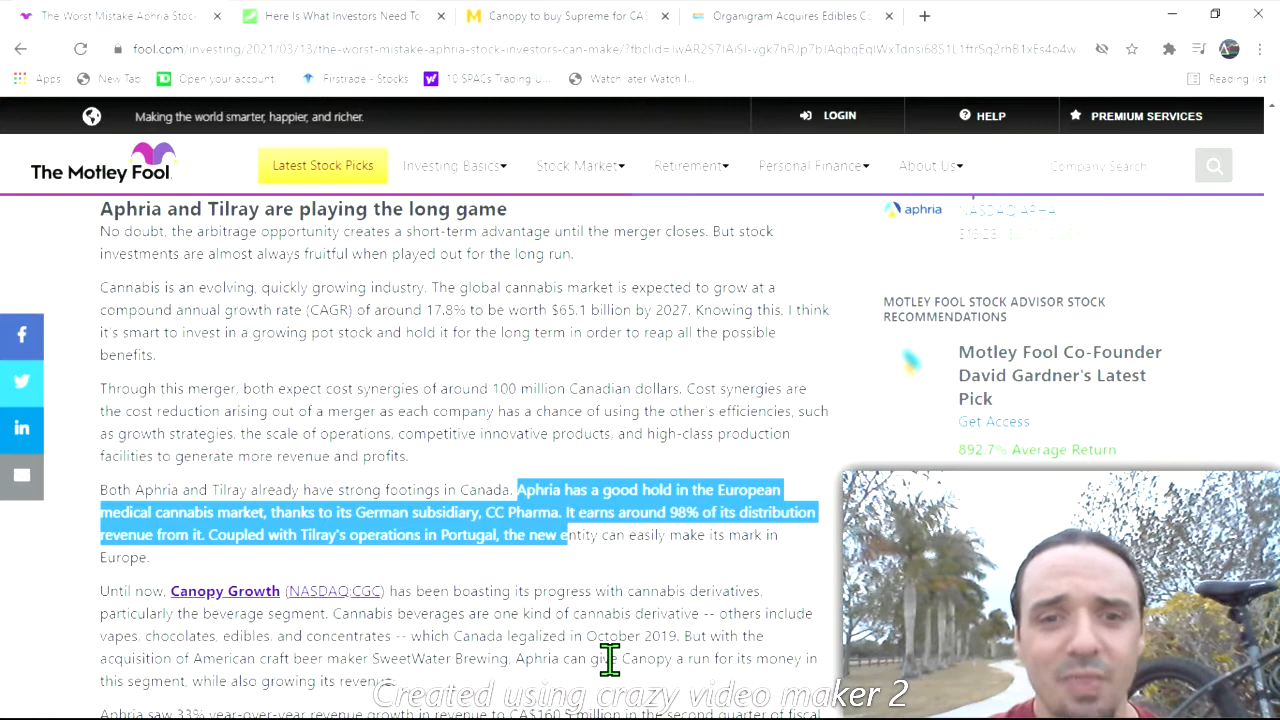 The Worst Mistake Aphria Stoc
Here Is What Investors Need To
Canopy to buy Supreme for CA$
Organigram Acquires Edibles C
fool.com/investing/2021/03/13/the-worst-mistake-aphria-stock-investors-can-make/
Apps
New Tab
Open your account
Firstrade - Stocks
10 SPACs Trading u...
Watch later Watch l...
Reading list
Making the world smarter, happier, and richer.
LOGIN
HELP
PREMIUM SERVICES
The Motley Fool
Latest Stock Picks
Investing Basics
Stock Market
Retirement
Personal Finance
About Us
Company Search
Aphria and Tilray are playing the long game
No doubt, the arbitrage opportunity creates a short-term advantage until the merger closes. But stock
investments are almost always fruitful when played out for the long run.
Cannabis is an evolving, quickly growing industry. The global cannabis market is expected to grow at a
compound annual growth rate (CAGR) of around 17.8% to be worth $65.1 billion by 2027. Knowing this, I think
it's smart to invest in a growing pot stock and hold it for the long term in order to reap all the possible
benefits.
Through this merger, both expect cost synergies of around 100 million Canadian dollars. Cost synergies are
the cost reduction arising out of a merger as each company has a chance of using the other's efficiencies, such
as growth strategies, the scale of operations, competitive innovative products, and high-class production
facilities to generate more revenue and profits.
Both Aphria and Tilray already have strong footings in Canada. Aphria has a good hold in the European
medical cannabis market, thanks to its German subsidiary, CC Pharma. It earns around 98% of its distribution
revenue from it. Coupled with Tilray's operations in Portugal, the new entity can easily make its mark in
Europe.
Until now, Canopy Growth (NASDAQ:CGC) has been boasting its progress with cannabis derivatives,
particularly the beverage segment. Cannabis beverages are one kind of cannabis derivative -- others include
vapes, chocolates, edibles, and concentrates -- which Canada legalized in October 2019. But with the
acquisition of American craft beer maker SweetWater Brewing, Aphria can give Canopy a run for its money in
this segment, while also growing its revenue.
Aphria saw 33% year-over-year revenue growth in revenue to CA$160.5 million in the second quarter of fiscal
aphria
NASDAQ:APHA
MOTLEY FOOL STOCK ADVISOR STOCK
RECOMMENDATIONS
Motley Fool Co-Founder
David Gardner's Latest
Pick
Get Access
892.7% Average Return
Created using crazy video maker 2